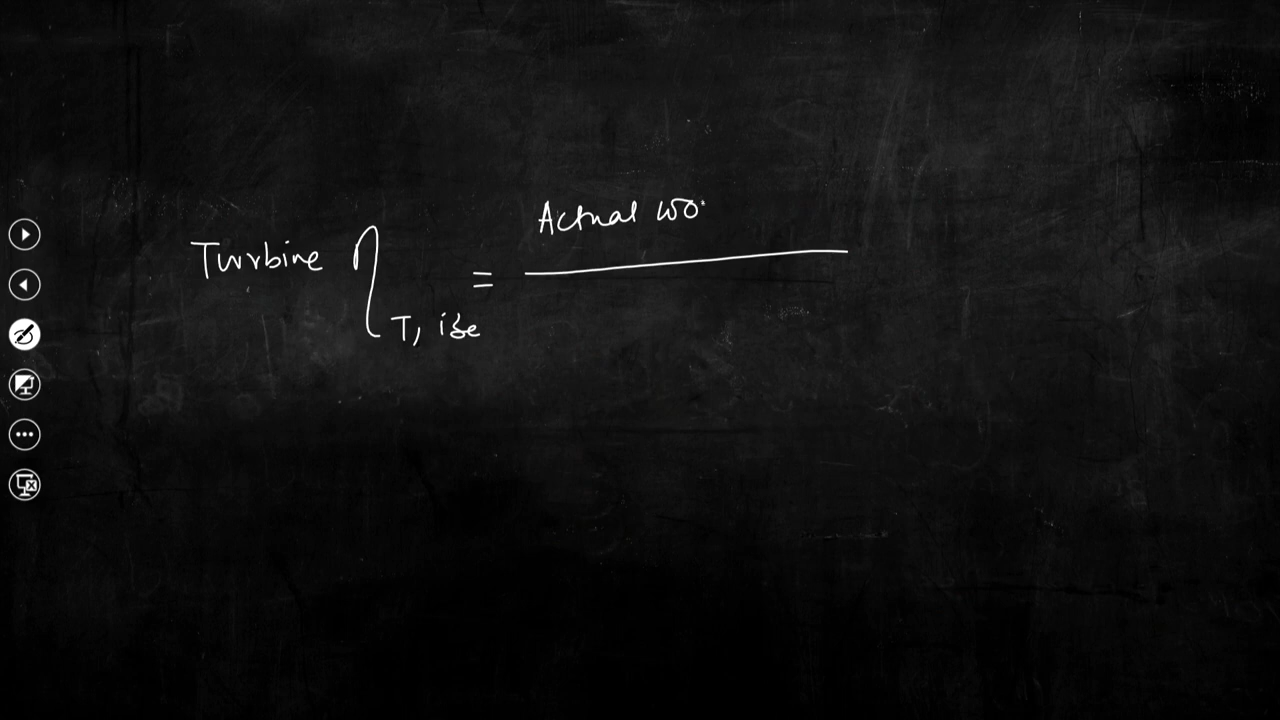 Actual wo
Turbine η =
T, ise